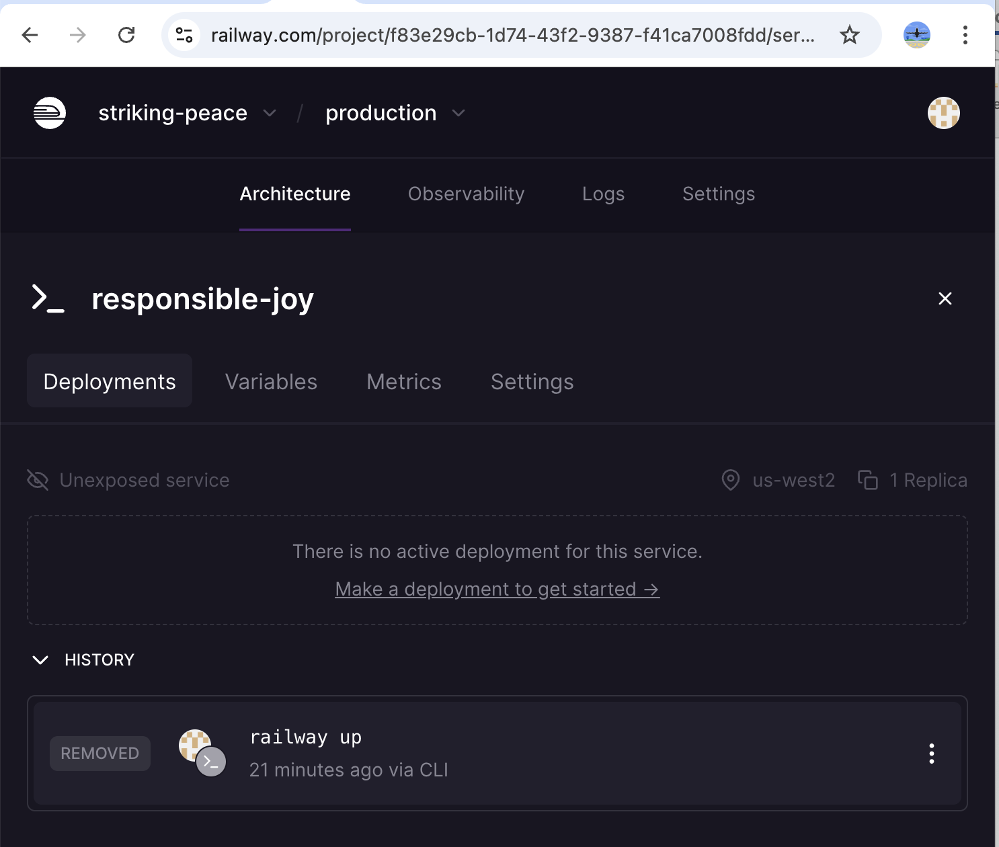 railway.com/project/f83e29cb-1d74-43f2-9387-f41ca7008fdd/ser...
striking-peace / production
Architecture Observability Logs Settings
responsible-joy
Deployments Variables Metrics Settings
Unexposed service us-west2 1 Replica
There is no active deployment for this service.
Make a deployment to get started →
HISTORY
REMOVED railway up
21 minutes ago via CLI